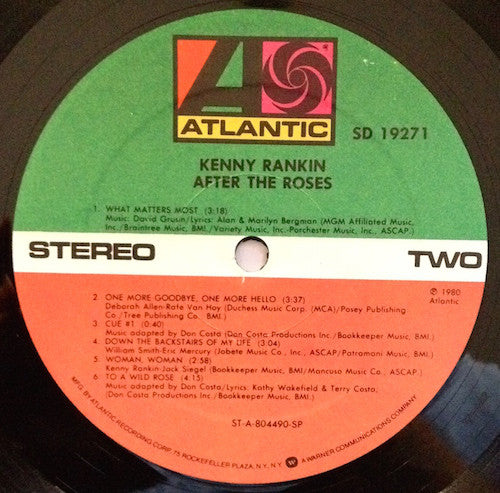 ATLANTIC
SD 19271
KENNY RANKIN
AFTER THE ROSES
1. WHAT MATTERS MOST (3:18)
Music: David Grusin/Lyrics: Alan & Marilyn Bergman (MGM Affiliated Music,
Inc./Braintree Music, BMI./Variety Music, Inc.-Porchester Music, Inc., ASCAP.)
STEREO
TWO
℗ 1980
Atlantic
2. ONE MORE GOODBYE, ONE MORE HELLO (3:37)
Deborah Allen-Rafe Van Hoy (Duchess Music Corp. (MCA)/Posey Publishing
Co./Tree Publishing Co. BMI.)
3. CUE #1 (0:40)
Music adapted by Don Costa (Don Costa Productions Inc./Bookkeeper Music, BMI.)
4. DOWN THE BACKSTAIRS OF MY LIFE (3:04)
William Smith-Eric Mercury (Jobete Music Co., Inc., ASCAP/Patramani Music, BMI.)
5. WOMAN, WOMAN (2:58)
Kenny Rankin-Jack Siegel (Bookkeeper Music, BMI/Mancuso Music Co., ASCAP.)
6. TO A WILD ROSE (4:15)
Music adapted by Don Costa/Lyrics: Kathy Wakefield & Terry Costa,
(Don Costa Productions Inc./Bookkeeper Music, BMI.)
ST-A-804490-SP
MFG. BY ATLANTIC RECORDING CORP. 75 ROCKEFELLER PLAZA, N.Y. N.Y. A WARNER COMMUNICATIONS COMPANY